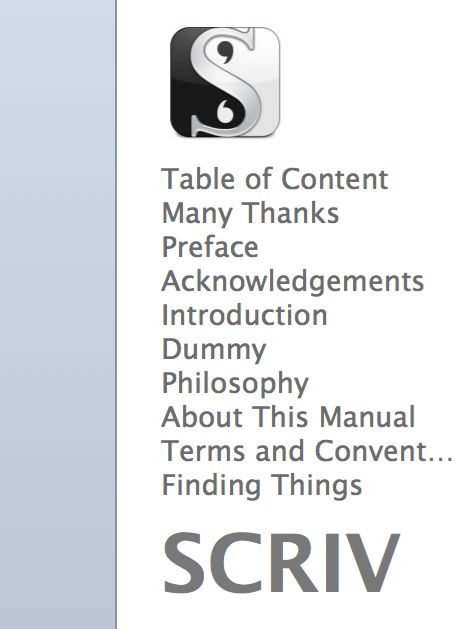 Table of Content
Many Thanks
Preface
Acknowledgements
Introduction
Dummy
Philosophy
About This Manual
Terms and Convent…
Finding Things
SCRIV